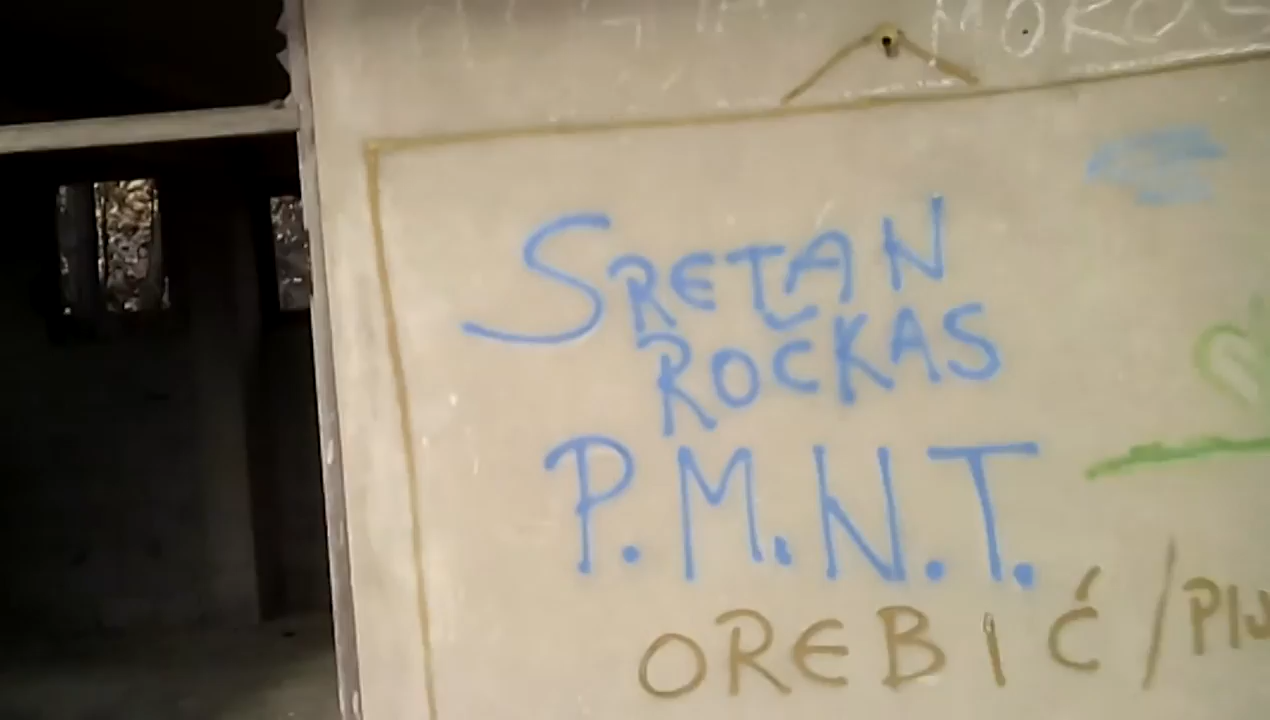 SRETAN
ROCKAS
P.M.N.T.
OREBIĆ /